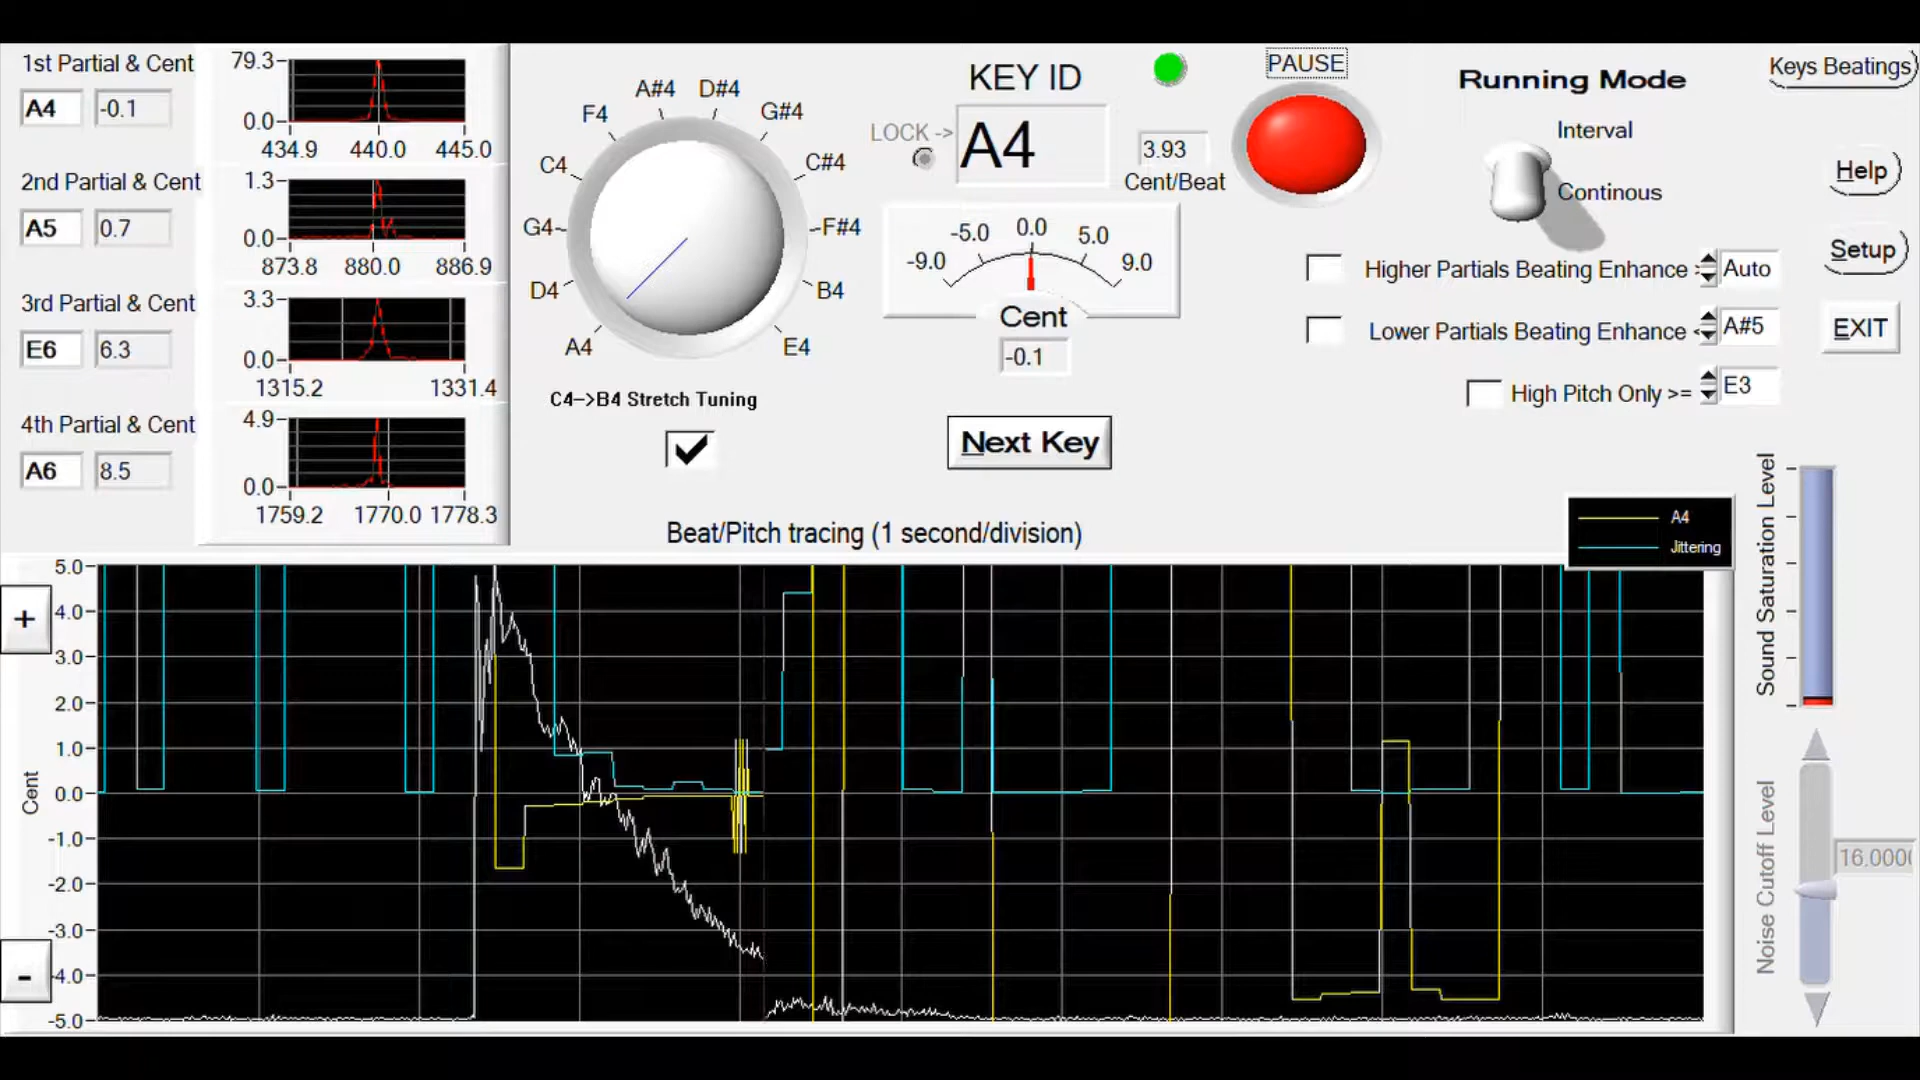 1st Partial & Cent
A4 -0.1
79.3
0.0
434.9 440.0 445.0
2nd Partial & Cent
A5 0.7
1.3
0.0
873.8 880.0 886.9
3rd Partial & Cent
E6 6.3
3.3
0.0
1315.2 1331.4
4th Partial & Cent
A6 8.5
4.9
0.0
1759.2 1770.0 1778.3
A4
D4
G4
C4
F4
A#4
D#4
G#4
C#4
F#4
B4
E4
C4->B4 Stretch Tuning
KEY ID
LOCK ->
A4
3.93
Cent/Beat
-9.0 -5.0 0.0 5.0 9.0
Cent
-0.1
Next Key
PAUSE
Running Mode
Interval
Continous
Higher Partials Beating Enhance > Auto
Lower Partials Beating Enhance < A#5
High Pitch Only >= E3
Keys Beatings
Help
Setup
EXIT
Beat/Pitch tracing (1 second/division)
A4
Jittering
+
-
Cent
5.0
4.0
3.0
2.0
1.0
0.0
-1.0
-2.0
-3.0
-4.0
-5.0
Sound Saturation Level
Noise Cutoff Level
16.000